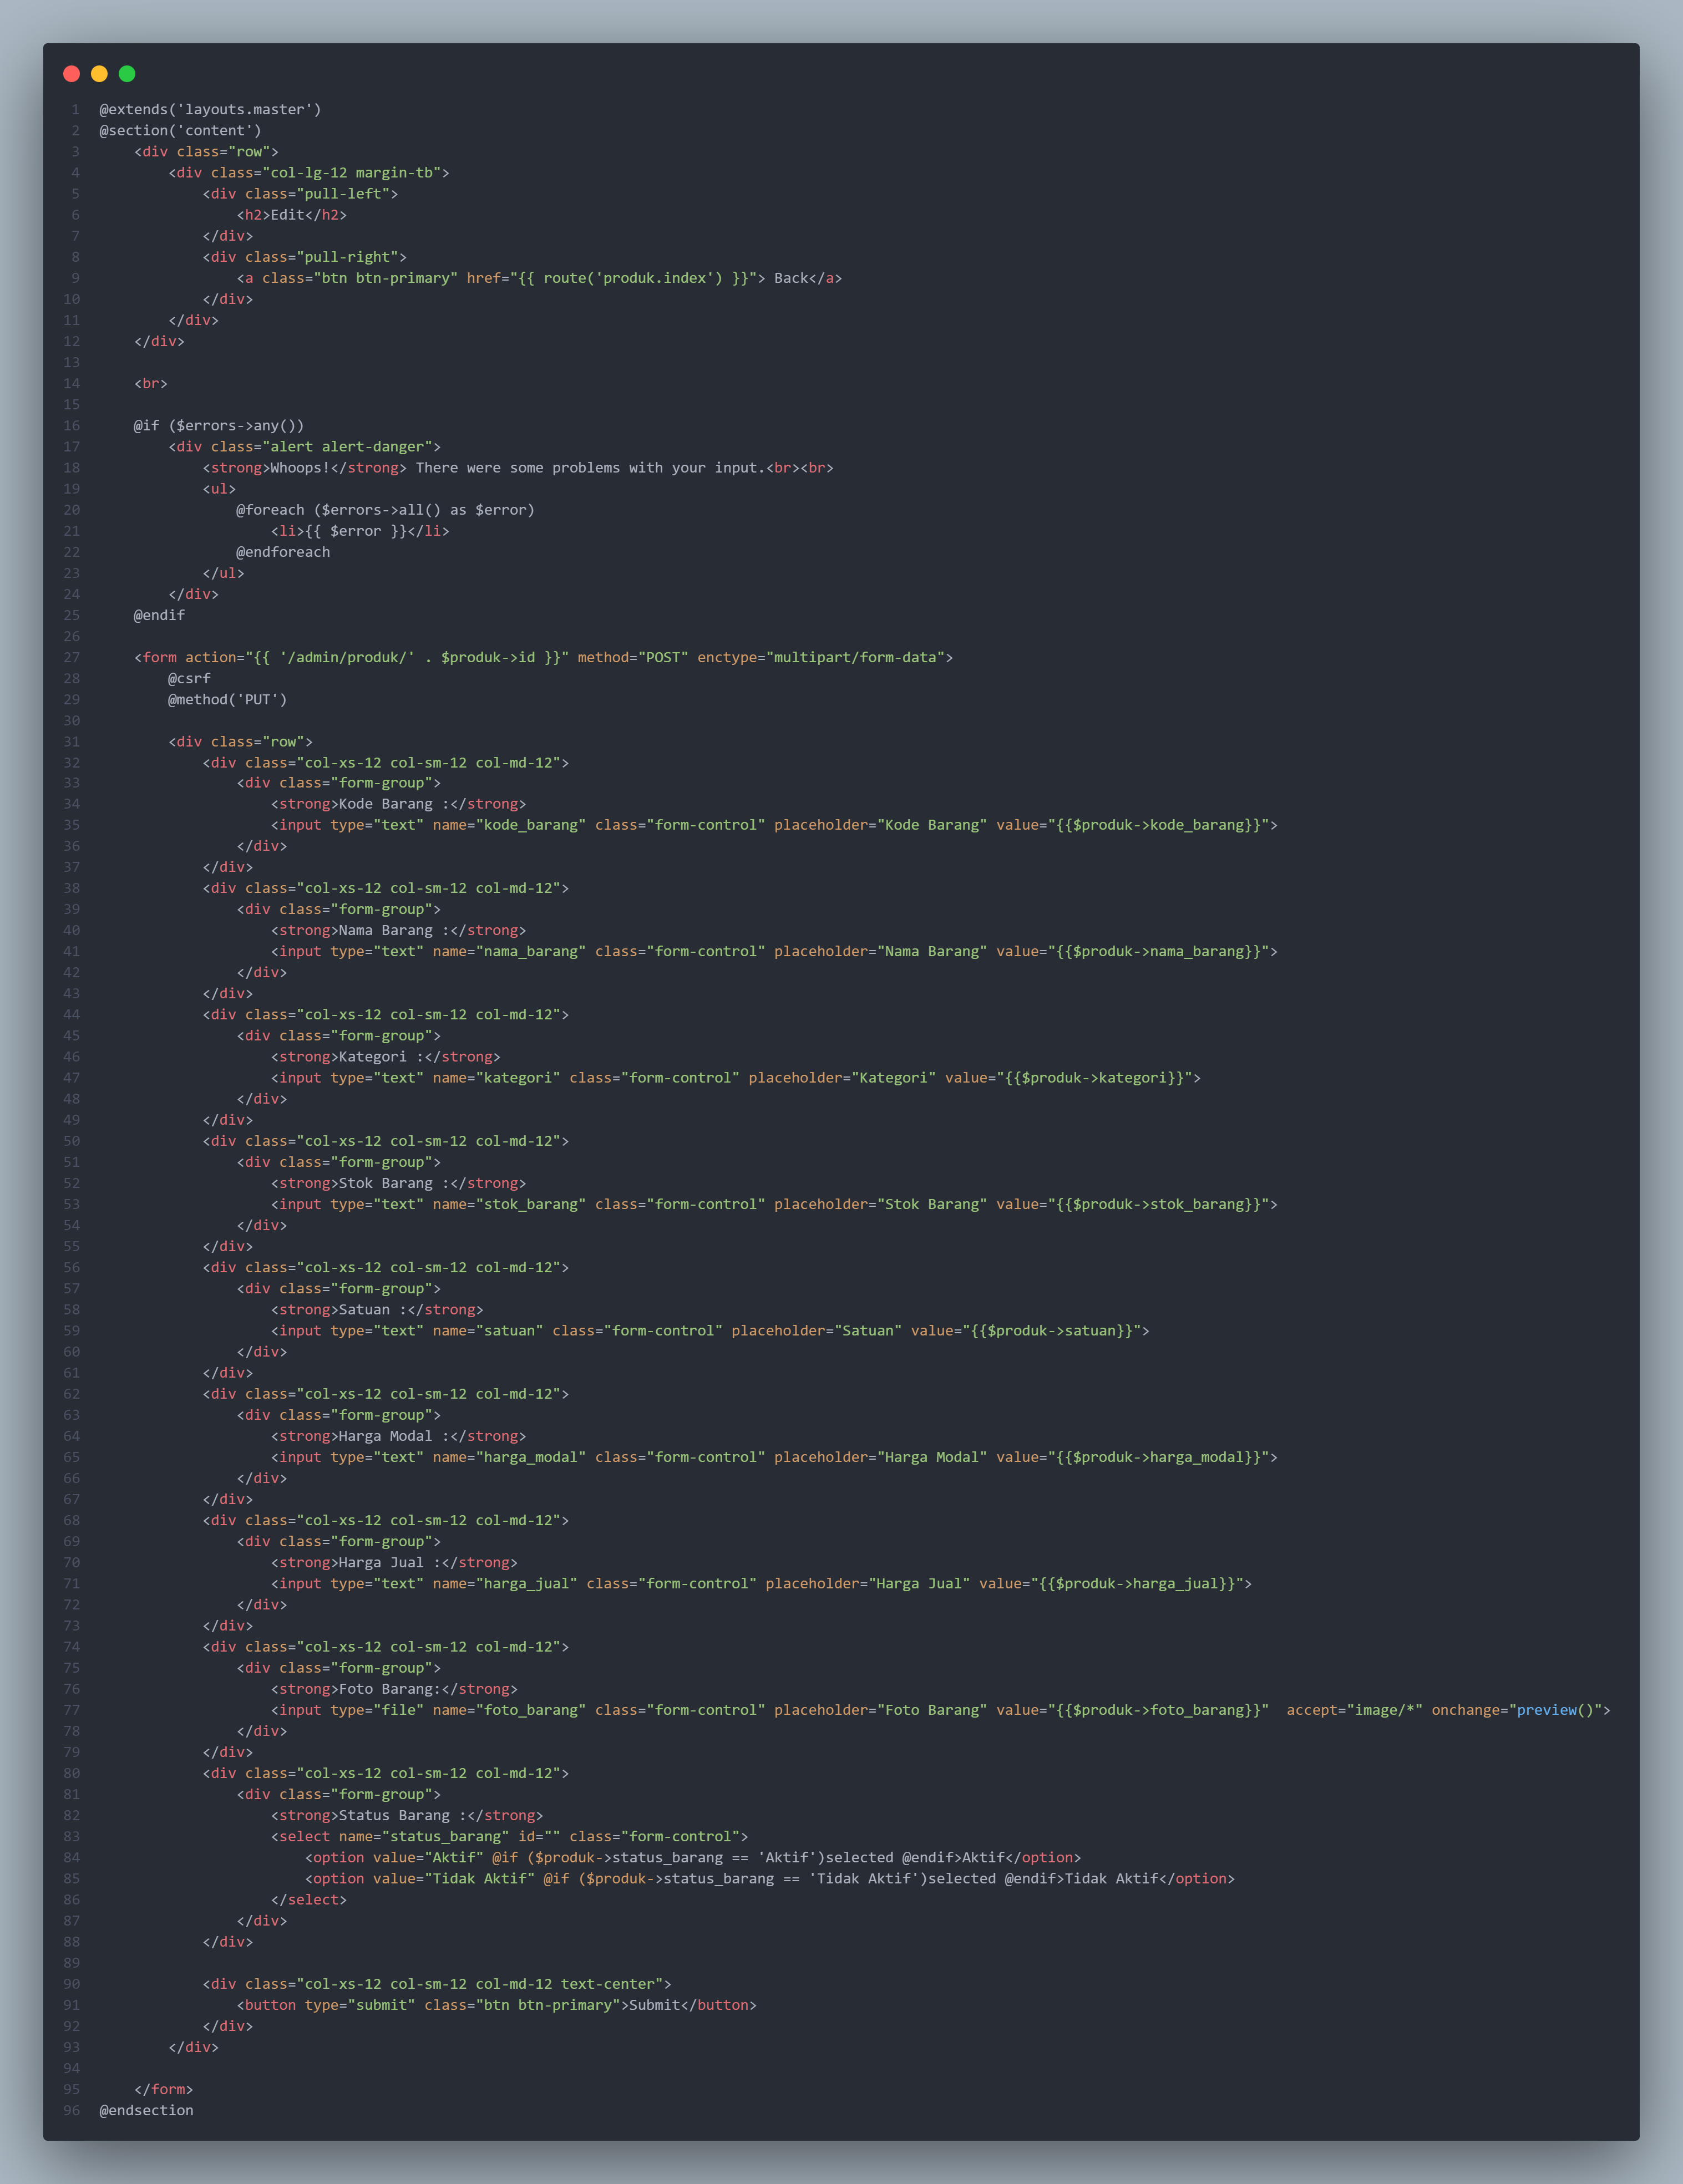 1 @extends('layouts.master')
2 @section('content')
3     <div class="row">
4         <div class="col-lg-12 margin-tb">
5             <div class="pull-left">
6                 <h2>Edit</h2>
7             </div>
8             <div class="pull-right">
9                 <a class="btn btn-primary" href="{{ route('produk.index') }}"> Back</a>
10             </div>
11         </div>
12     </div>
13
14     <br>
15
16     @if ($errors->any())
17         <div class="alert alert-danger">
18             <strong>Whoops!</strong> There were some problems with your input.<br><br>
19             <ul>
20                 @foreach ($errors->all() as $error)
21                     <li>{{ $error }}</li>
22                 @endforeach
23             </ul>
24         </div>
25     @endif
26
27     <form action="{{ '/admin/produk/' . $produk->id }}" method="POST" enctype="multipart/form-data">
28         @csrf
29         @method('PUT')
30
31         <div class="row">
32             <div class="col-xs-12 col-sm-12 col-md-12">
33                 <div class="form-group">
34                     <strong>Kode Barang :</strong>
35                     <input type="text" name="kode_barang" class="form-control" placeholder="Kode Barang" value="{{$produk->kode_barang}}">
36                 </div>
37             </div>
38             <div class="col-xs-12 col-sm-12 col-md-12">
39                 <div class="form-group">
40                     <strong>Nama Barang :</strong>
41                     <input type="text" name="nama_barang" class="form-control" placeholder="Nama Barang" value="{{$produk->nama_barang}}">
42                 </div>
43             </div>
44             <div class="col-xs-12 col-sm-12 col-md-12">
45                 <div class="form-group">
46                     <strong>Kategori :</strong>
47                     <input type="text" name="kategori" class="form-control" placeholder="Kategori" value="{{$produk->kategori}}">
48                 </div>
49             </div>
50             <div class="col-xs-12 col-sm-12 col-md-12">
51                 <div class="form-group">
52                     <strong>Stok Barang :</strong>
53                     <input type="text" name="stok_barang" class="form-control" placeholder="Stok Barang" value="{{$produk->stok_barang}}">
54                 </div>
55             </div>
56             <div class="col-xs-12 col-sm-12 col-md-12">
57                 <div class="form-group">
58                     <strong>Satuan :</strong>
59                     <input type="text" name="satuan" class="form-control" placeholder="Satuan" value="{{$produk->satuan}}">
60                 </div>
61             </div>
62             <div class="col-xs-12 col-sm-12 col-md-12">
63                 <div class="form-group">
64                     <strong>Harga Modal :</strong>
65                     <input type="text" name="harga_modal" class="form-control" placeholder="Harga Modal" value="{{$produk->harga_modal}}">
66                 </div>
67             </div>
68             <div class="col-xs-12 col-sm-12 col-md-12">
69                 <div class="form-group">
70                     <strong>Harga Jual :</strong>
71                     <input type="text" name="harga_jual" class="form-control" placeholder="Harga Jual" value="{{$produk->harga_jual}}">
72                 </div>
73             </div>
74             <div class="col-xs-12 col-sm-12 col-md-12">
75                 <div class="form-group">
76                     <strong>Foto Barang:</strong>
77                     <input type="file" name="foto_barang" class="form-control" placeholder="Foto Barang" value="{{$produk->foto_barang}}"  accept="image/*" onchange="preview()">
78                 </div>
79             </div>
80             <div class="col-xs-12 col-sm-12 col-md-12">
81                 <div class="form-group">
82                     <strong>Status Barang :</strong>
83                     <select name="status_barang" id="" class="form-control">
84                         <option value="Aktif" @if ($produk->status_barang == 'Aktif')selected @endif>Aktif</option>
85                         <option value="Tidak Aktif" @if ($produk->status_barang == 'Tidak Aktif')selected @endif>Tidak Aktif</option>
86                     </select>
87                 </div>
88             </div>
89
90             <div class="col-xs-12 col-sm-12 col-md-12 text-center">
91                 <button type="submit" class="btn btn-primary">Submit</button>
92             </div>
93         </div>
94
95     </form>
96 @endsection